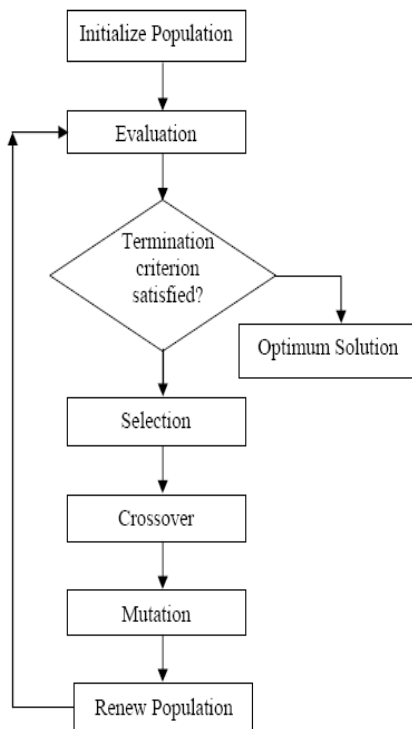 Initialize Population
Evaluation
Termination
criterion
satisfied?
Optimum Solution
Selection
Crossover
Mutation
Renew Population